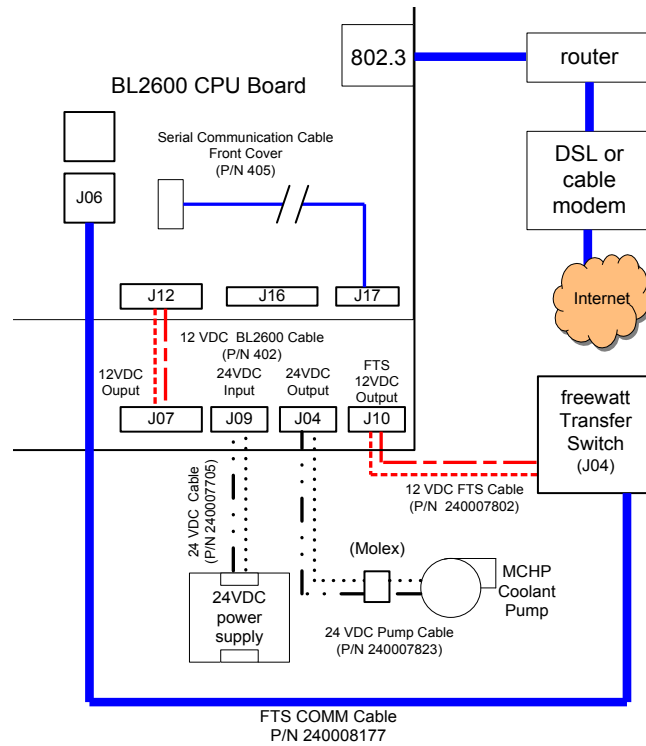 802.3
router
BL2600 CPU Board
Serial Communication Cable
Front Cover
(P/N 405)
DSL or
cable
modem
J06
Internet
J12
J16
J17
12 VDC  BL2600 Cable
(P/N 402)
12VDC
Ouput
24VDC
Input
24VDC
Output
FTS
12VDC
Output
J07
J09
J04
J10
freewatt
Transfer
Switch
(J04)
24 VDC  Cable
(P/N 240007705)
12 VDC FTS Cable
(P/N  240007802)
(Molex)
MCHP
Coolant
Pump
24VDC
power
supply
24 VDC Pump Cable
(P/N 240007823)
FTS COMM Cable
P/N 240008177